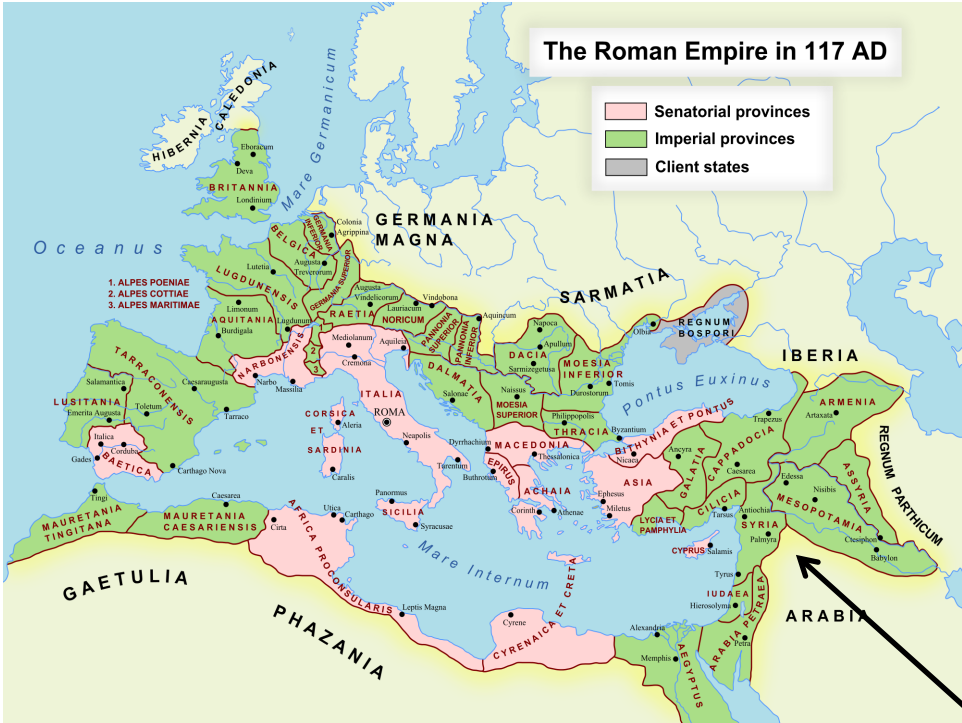 The Roman Empire in 117 AD
Senatorial provinces
Imperial provinces
Client states
CALEDONIA
HIBERNIA
Mare Germanicum
Eboracum
Deva
BRITANNIA
Londinium
Oceanus
GERMANIA
MAGNA
GERMANIA
INFERIOR
Colonia
Agrippina
BELGICA
Augusta
Treverorum
GERMANIA SUPERIOR
Lutetia
LUGDUNENSIS
1. ALPES POENIAE
2. ALPES COTTIAE
3. ALPES MARITIMAE
Limonum
AQUITANIA
Burdigala
Lugdunum
Augusta
Vindelicorum
RAETIA
Lauriacum
NORICUM
Vindobona
Aquincum
PANNONIA
SUPERIOR
PANNONIA
INFERIOR
SARMATIA
Olbia
REGNUM
BOSPORI
IBERIA
Napoca
Apullum
DACIA
Sarmizegetusa
MOESIA
INFERIOR
Tomis
Durostorum
Pontus Euxinus
NARBONENSIS
Narbo
Massilia
2
3
Mediolanum
Cremona
Aquileia
ITALIA
ROMA
Neapolis
Tarentum
DALMATIA
Salonae
Naissus
MOESIA
SUPERIOR
Philippopolis
THRACIA
Byzantium
TARRACONENSIS
Salamantica
Caesaraugusta
LUSITANIA
Emerita Augusta
Toletum
Tarraco
Italica
Corduba
Gades
BAETICA
Carthago Nova
CORSICA
Aleria
ET
SARDINIA
Caralis
Dyrrhachium
MACEDONIA
Thessalonica
EPIRUS
Buthrotum
ACHAIA
Corinth
Athenae
BITHYNIA ET PONTUS
Nicaea
Trapezus
ARMENIA
Artaxata
REGNUM PARTHICUM
ASIA
Ephesus
Miletus
Ancyra
GALATIA
CAPPADOCIA
Caesarea
CILICIA
Tarsus
LYCIA ET
PAMPHYLIA
Antiochia
SYRIA
Palmyra
Edessa
Nisibis
MESOPOTAMIA
ASSYRIA
Ctesiphon
Babylon
CYPRUS
Salamis
Panormus
SICILIA
Syracusae
Tingi
MAURETANIA
TINGITANA
Caesarea
MAURETANIA
CAESARIENSIS
Cirta
Utica
Carthago
AFRICA PROCONSULARIS
Mare Internum
GAETULIA
PHAZANIA
Leptis Magna
Cyrene
CYRENAICA ET CRETA
Tyrus
IUDAEA
Hierosolyma
ARABIA PETRAEA
Petra
ARABIA
Alexandria
Memphis
AEGYPTUS